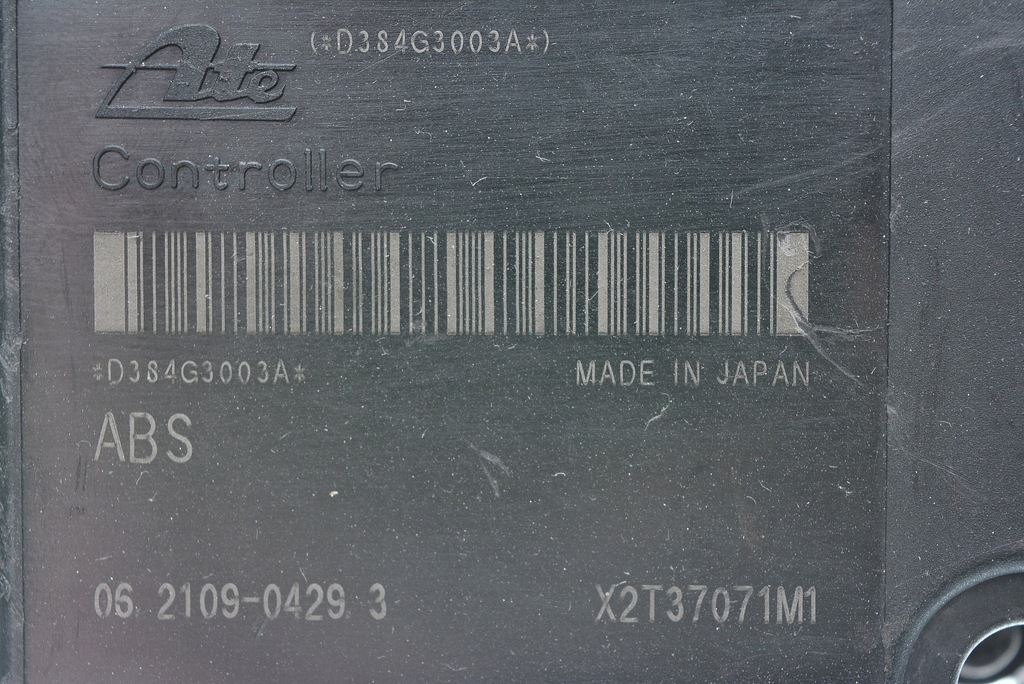 Ate (*D384G3003A*)
Controller
*D384G3003A* MADE IN JAPAN
ABS
06 2109-0429 3 X2T37071M1